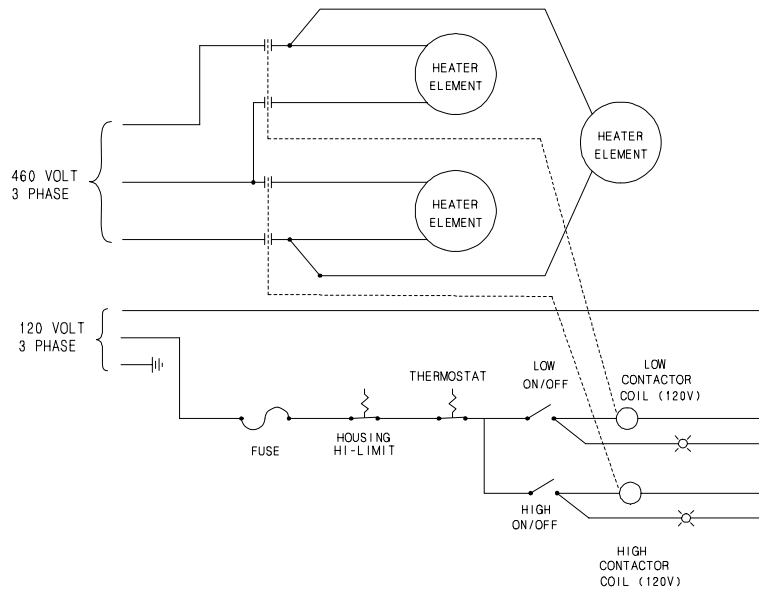 HEATER
ELEMENT
HEATER
ELEMENT
460 VOLT
3 PHASE
HEATER
ELEMENT
120 VOLT
3 PHASE
THERMOSTAT
LOW
ON/OFF
LOW
CONTACTOR
COIL (120V)
FUSE
HOUSING
HI-LIMIT
HIGH
ON/OFF
HIGH
CONTACTOR
COIL (120V)